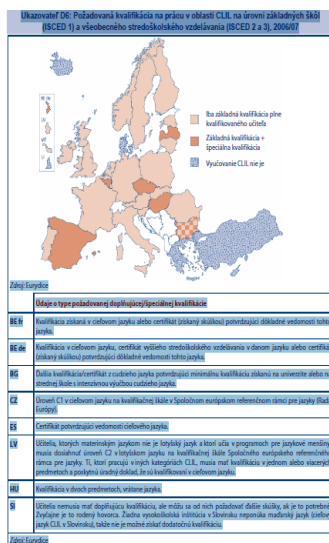 Ukazovateľ D6: Požadovaná kvalifikácia na prácu v oblasti CLIL na úrovni základných škôl
(ISCED 1) a všeobecného stredoškolského vzdelávania (ISCED 2 a 3), 2006/07
Iba základná kvalifikácia plne
kvalifikovaného učiteľa
Základná kvalifikácia +
špeciálna kvalifikácia
Vyučovanie CLIL nie je
Zdroj: Eurydice
Údaje o type požadovanej doplňujúcej/špeciálnej kvalifikácie
BE fr
Kvalifikácia získaná v cieľovom jazyku alebo certifikát (získaný skúškou) potvrdzujúci dôkladné vedomosti tohto
jazyka.
BE de
Kvalifikácia v cieľovom jazyku, certifikát vyššieho stredoškolského vzdelávania v danom jazyku alebo certifikát
(získaný skúškou) potvrdzujúci dôkladné vedomosti tohto jazyka.
BG
Ďalšia kvalifikácia/certifikát z cudzieho jazyka potvrdzujúci minimálnu kvalifikáciu získanú na univerzite alebo na
strednej škole s intenzívnou výučbou cudzieho jazyka.
CZ
Úroveň C1 v cieľovom jazyku na kvalifikačnej škále v Spoločnom európskom referenčnom rámci pre jazyky (Rada
Európy).
ES
Certifikát potvrdzujúci vedomosti cieľového jazyka.
LV
Učitelia, ktorých materinským jazykom nie je lotyšský jazyk a ktorí učia v programoch pre jazykové menšiny,
musia dosiahnuť úroveň C2 v lotyšskom jazyku na kvalifikačnej škále Spoločného európskeho referenčného
rámca pre jazyky. Tí, ktorí pracujú v iných kategóriách CLIL, musia mať kvalifikáciu v jednom alebo viacerých
predmetoch a poskytnú úradný doklad, že sú kvalifikovaní v cieľovom jazyku.
HU
Kvalifikácia v dvoch predmetoch, vrátane jazyka.
SI
Učitelia nemusia mať doplňujúcu kvalifikáciu, ale môžu sa od nich požadovať ďalšie skúšky, ak je to potrebné.
Zvyčajne je to rodený hovorca. Žiadna vysokoškolská inštitúcia v Slovinsku neponúka maďarský jazyk (cieľový
jazyk CLIL v Slovinsku), takže nie je možné získať dodatočnú kvalifikáciu.
Zdroj: Eurydice